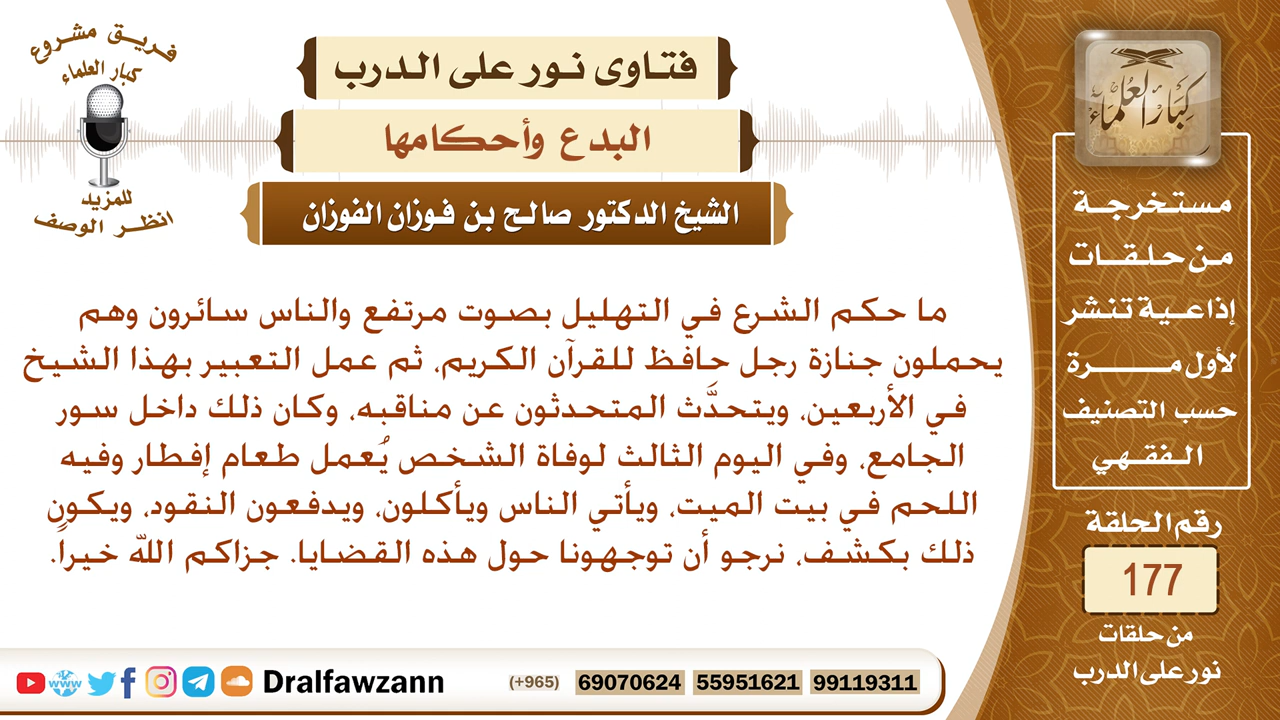 فتاوى نور على الدرب
البدع وأحكامها
الشيخ الدكتور صالح بن فوزان الفوزان
فريق مشروع
كبار العلماء
للمزيد
انظر الوصف
كبار العلماء
مستخرجة
من حلقات
إذاعية تنشر
لأول مرة
حسب التصنيف
الفقهي
رقم الحلقة
177
من حلقات
نور على الدرب
ما حكم الشرع في التهليل بصوت مرتفع والناس سائرون وهم
يحملون جنازة رجل حافظ للقرآن الكريم، ثم عمل التعبير بهذا الشيخ
في الأربعين، ويتحدَّث المتحدثون عن مناقبه، وكان ذلك داخل سور
الجامع، وفي اليوم الثالث لوفاة الشخص يُعمل طعام إفطار وفيه
اللحم في بيت الميت، ويأتي الناس ويأكلون، ويدفعون النقود، ويكون
ذلك بكشف، نرجو أن توجهونا حول هذه القضايا. جزاكم الله خيراً.
www Dralfawzann (+965) 69070624 55951621 99119311